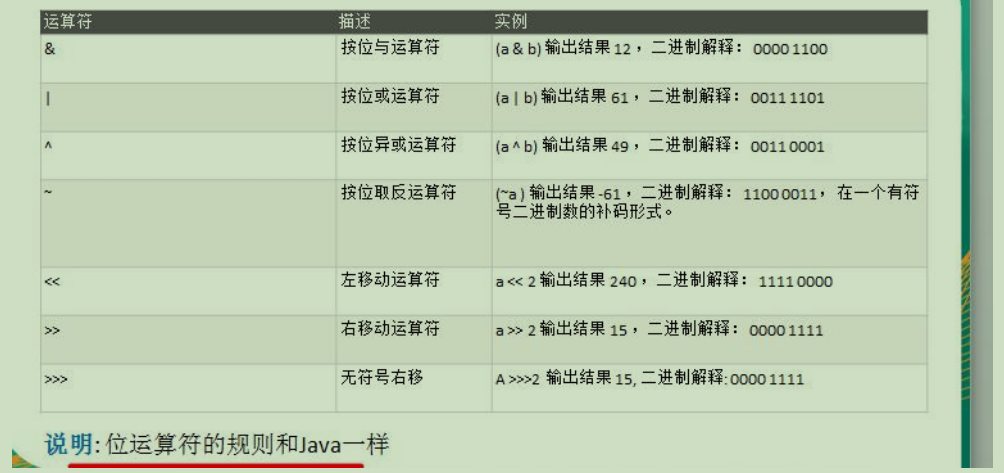 运算符 描述 实例
& 按位与运算符 (a & b) 输出结果 12 ，二进制解释： 0000 1100
| 按位或运算符 (a | b) 输出结果 61 ，二进制解释： 0011 1101
^ 按位异或运算符 (a ^ b) 输出结果 49 ，二进制解释： 0011 0001
~ 按位取反运算符 (~a ) 输出结果 -61 ，二进制解释： 1100 0011， 在一个有符
号二进制数的补码形式。
<< 左移动运算符 a << 2 输出结果 240 ，二进制解释： 1111 0000
>> 右移动运算符 a >> 2 输出结果 15 ，二进制解释： 0000 1111
>>> 无符号右移 A >>>2 输出结果 15, 二进制解释: 0000 1111
说明: 位运算符的规则和Java一样